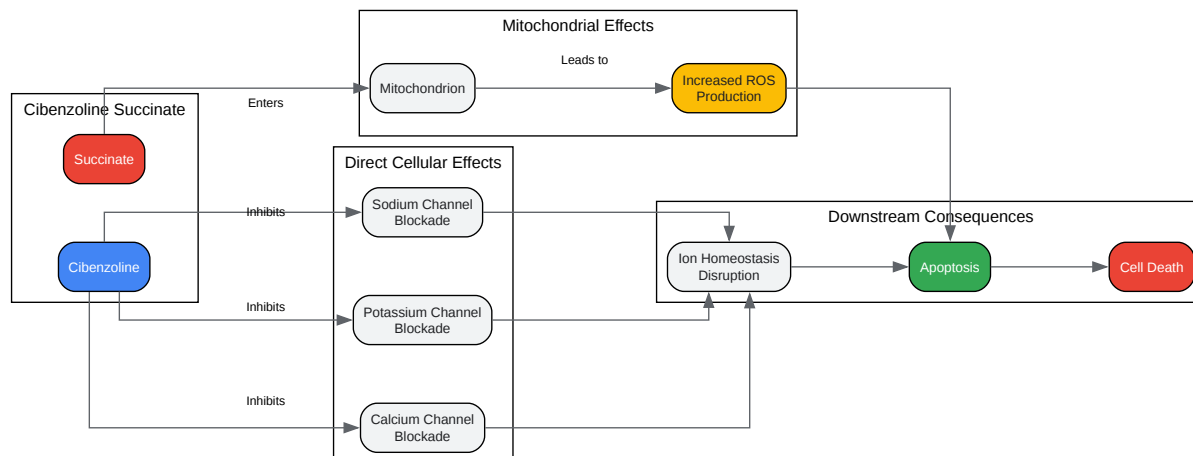 Mitochondrial Effects
Leads to
Mitochondrion
Increased ROS
Production
Enters
Cibenzoline Succinate
Succinate
Cibenzoline
Direct Cellular Effects
Inhibits
Sodium Channel
Blockade
Inhibits
Potassium Channel
Blockade
Inhibits
Calcium Channel
Blockade
Downstream Consequences
Ion Homeostasis
Disruption
Apoptosis
Cell Death